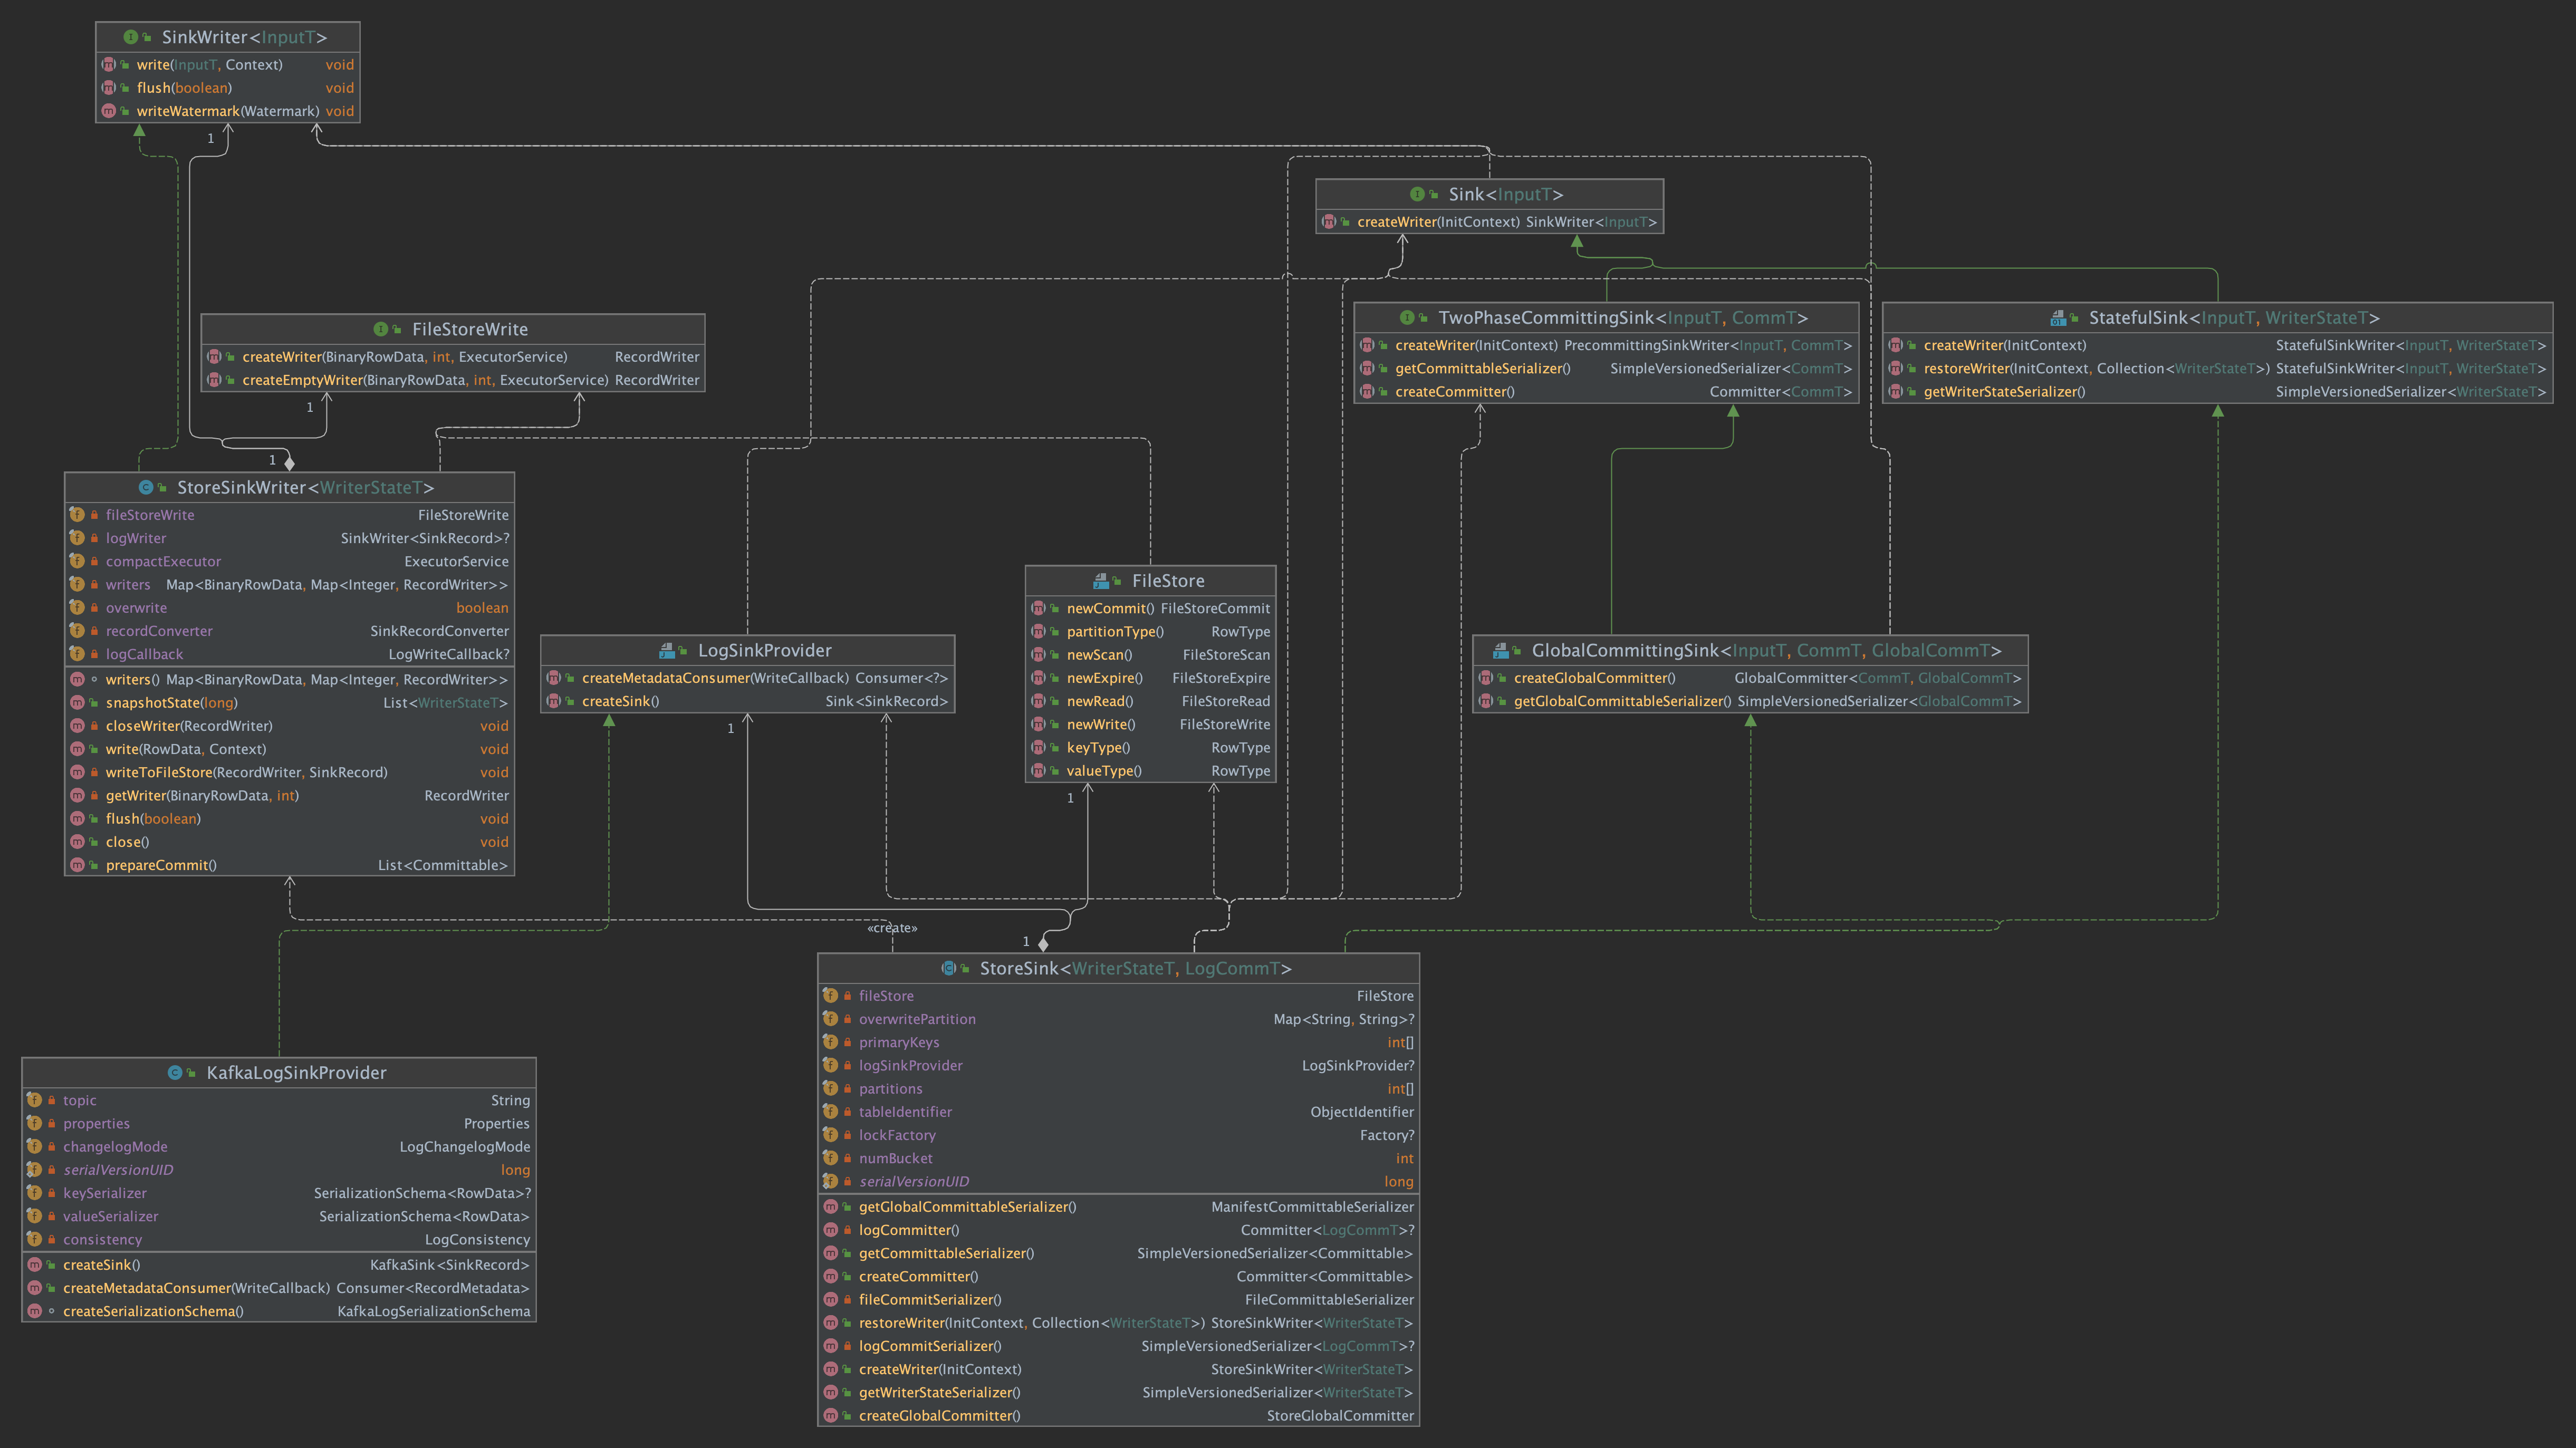 SinkWriter<InputT>
write(InputT, Context) void
flush(boolean) void
writeWatermark(Watermark) void
1
Sink<InputT>
createWriter(InitContext) SinkWriter<InputT>
FileStoreWrite
createWriter(BinaryRowData, int, ExecutorService) RecordWriter
createEmptyWriter(BinaryRowData, int, ExecutorService) RecordWriter
1
TwoPhaseCommittingSink<InputT, CommT>
createWriter(InitContext) PrecommittingSinkWriter<InputT, CommT>
getCommittableSerializer() SimpleVersionedSerializer<CommT>
createCommitter() Committer<CommT>
StatefulSink<InputT, WriterStateT>
createWriter(InitContext) StatefulSinkWriter<InputT, WriterStateT>
restoreWriter(InitContext, Collection<WriterStateT>) StatefulSinkWriter<InputT, WriterStateT>
getWriterStateSerializer() SimpleVersionedSerializer<WriterStateT>
1
StoreSinkWriter<WriterStateT>
fileStoreWrite FileStoreWrite
logWriter SinkWriter<SinkRecord>?
compactExecutor ExecutorService
writers Map<BinaryRowData, Map<Integer, RecordWriter>>
overwrite boolean
recordConverter SinkRecordConverter
logCallback LogWriteCallback?
writers() Map<BinaryRowData, Map<Integer, RecordWriter>>
snapshotState(long) List<WriterStateT>
closeWriter(RecordWriter) void
write(RowData, Context) void
writeToFileStore(RecordWriter, SinkRecord) void
getWriter(BinaryRowData, int) RecordWriter
flush(boolean) void
close() void
prepareCommit() List<Committable>
LogSinkProvider
createMetadataConsumer(WriteCallback) Consumer<?>
createSink() Sink<SinkRecord>
1
FileStore
newCommit() FileStoreCommit
partitionType() RowType
newScan() FileStoreScan
newExpire() FileStoreExpire
newRead() FileStoreRead
newWrite() FileStoreWrite
keyType() RowType
valueType() RowType
1
GlobalCommittingSink<InputT, CommT, GlobalCommT>
createGlobalCommitter() GlobalCommitter<CommT, GlobalCommT>
getGlobalCommittableSerializer() SimpleVersionedSerializer<GlobalCommT>
«create»
1
StoreSink<WriterStateT, LogCommT>
fileStore FileStore
overwritePartition Map<String, String>?
primaryKeys int[]
logSinkProvider LogSinkProvider?
partitions int[]
tableIdentifier ObjectIdentifier
lockFactory Factory?
numBucket int
serialVersionUID long
getGlobalCommittableSerializer() ManifestCommittableSerializer
logCommitter() Committer<LogCommT>?
getCommittableSerializer() SimpleVersionedSerializer<Committable>
createCommitter() Committer<Committable>
fileCommitSerializer() FileCommittableSerializer
restoreWriter(InitContext, Collection<WriterStateT>) StoreSinkWriter<WriterStateT>
logCommitSerializer() SimpleVersionedSerializer<LogCommT>?
createWriter(InitContext) StoreSinkWriter<WriterStateT>
getWriterStateSerializer() SimpleVersionedSerializer<WriterStateT>
createGlobalCommitter() StoreGlobalCommitter
KafkaLogSinkProvider
topic String
properties Properties
changelogMode LogChangelogMode
serialVersionUID long
keySerializer SerializationSchema<RowData>?
valueSerializer SerializationSchema<RowData>
consistency LogConsistency
createSink() KafkaSink<SinkRecord>
createMetadataConsumer(WriteCallback) Consumer<RecordMetadata>
createSerializationSchema() KafkaLogSerializationSchema